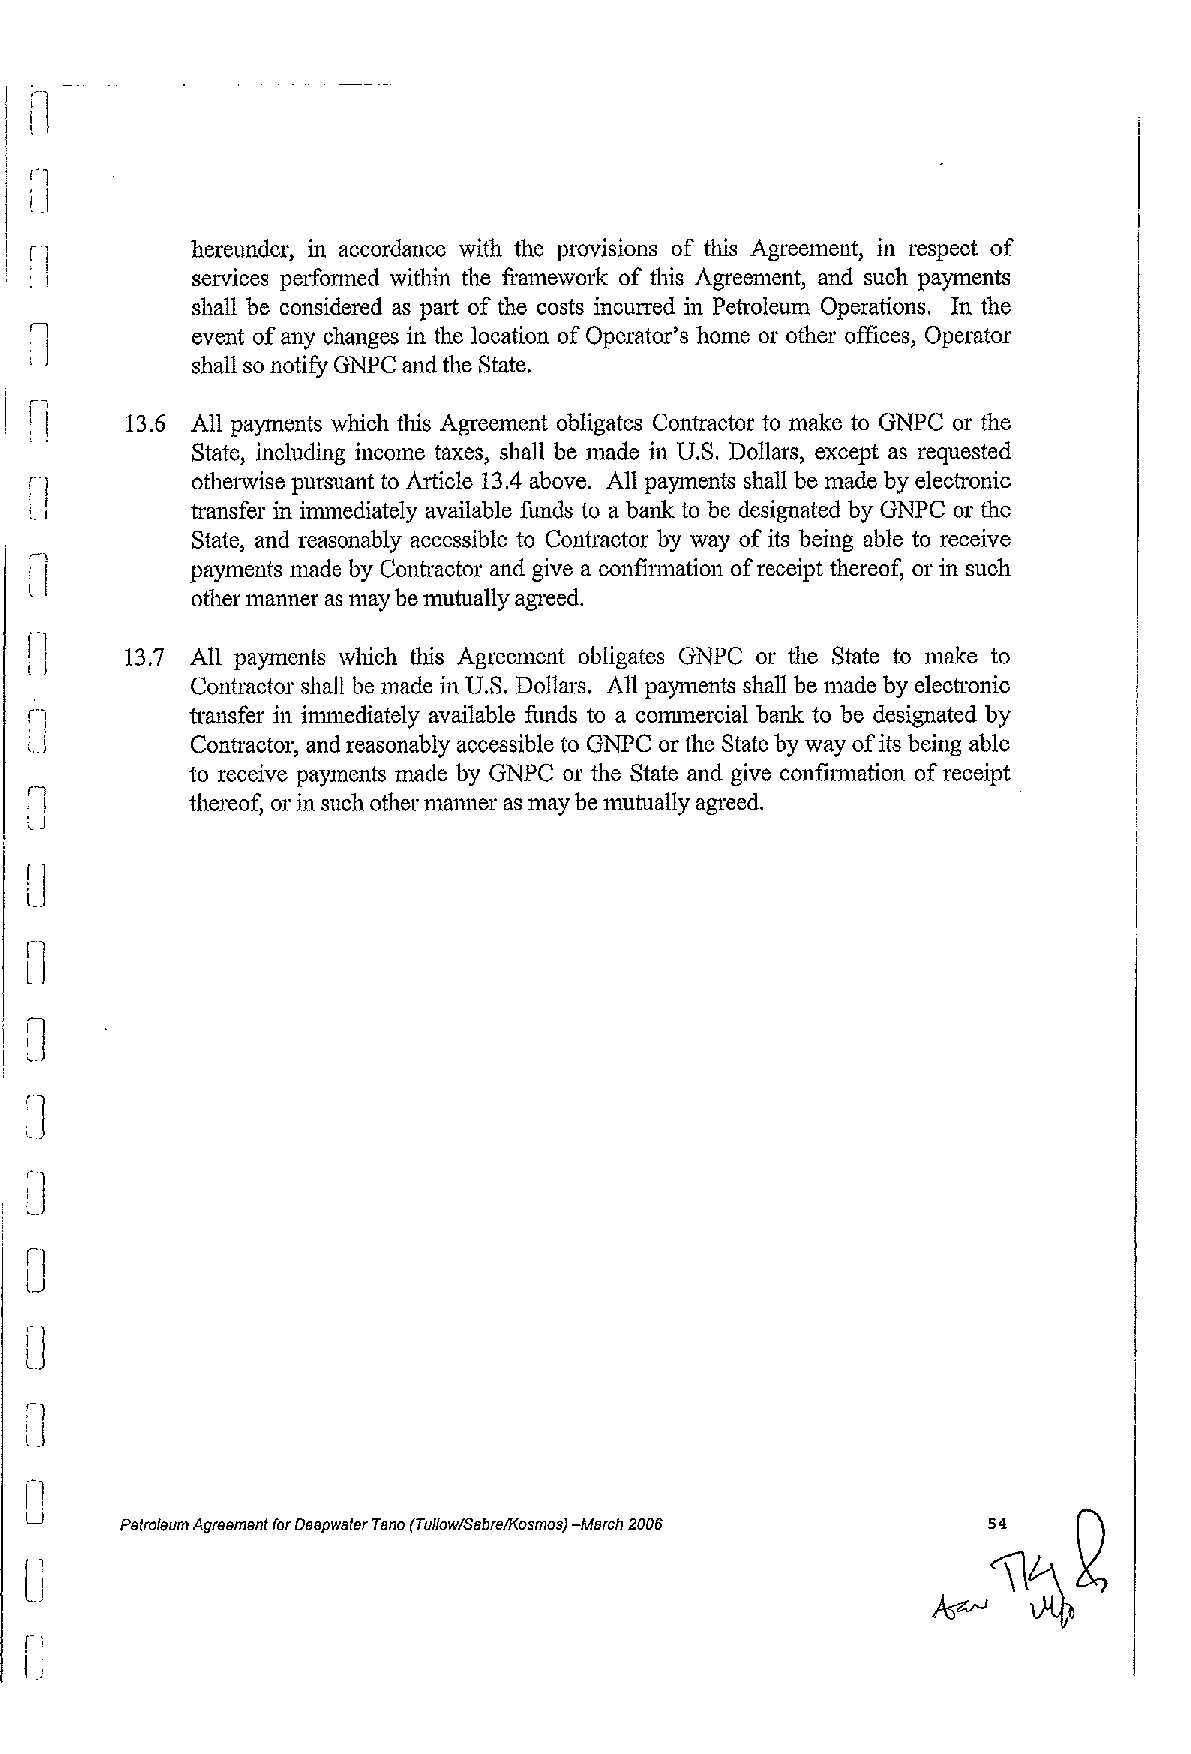 hereunder, in accordance with the provisions of this Agreement, in respect of
services performed within the framework of this Agreement, and such payments
shall be considered as part of the costs incurred in Petroleum Operations. In the
event of any changes in the location of Operator's home or other offices, Operator
shall so notify GNPC and the State.
13.6 All payments which this Agreement obligates Contractor to make to GNPC or the
State, including income taxes, shall be made in U.S. Dollars, except as requested
otherwise pursuant to Article 13.4 above. All payments shall be made by electronic
transfer in immediately available funds to a bank to be designated by GNPC or the
State, and reasonably accessible to Contractor by way of its being able to receive
payments made by Contractor and give a confirmation of receipt thereof, or in such
other manner as may be mutually agreed.
13.7 All payments which this Agreement obligates GNPC or the State to make to
Contractor shall be made in U.S. Dollars. All payments shall be made by electronic
transfer in immediately available funds to a commercial bank to be designated by
Contractor, and reasonably accessible to GNPC or the State by way of its being able
to receive payments made by GNPC or the State and give confirmation of receipt
thereof, or in such other manner as may be mutually agreed.
Petroleum Agreement for Deepwater Tano (Tullow/Sabre/Kosmos) –March 2006 54